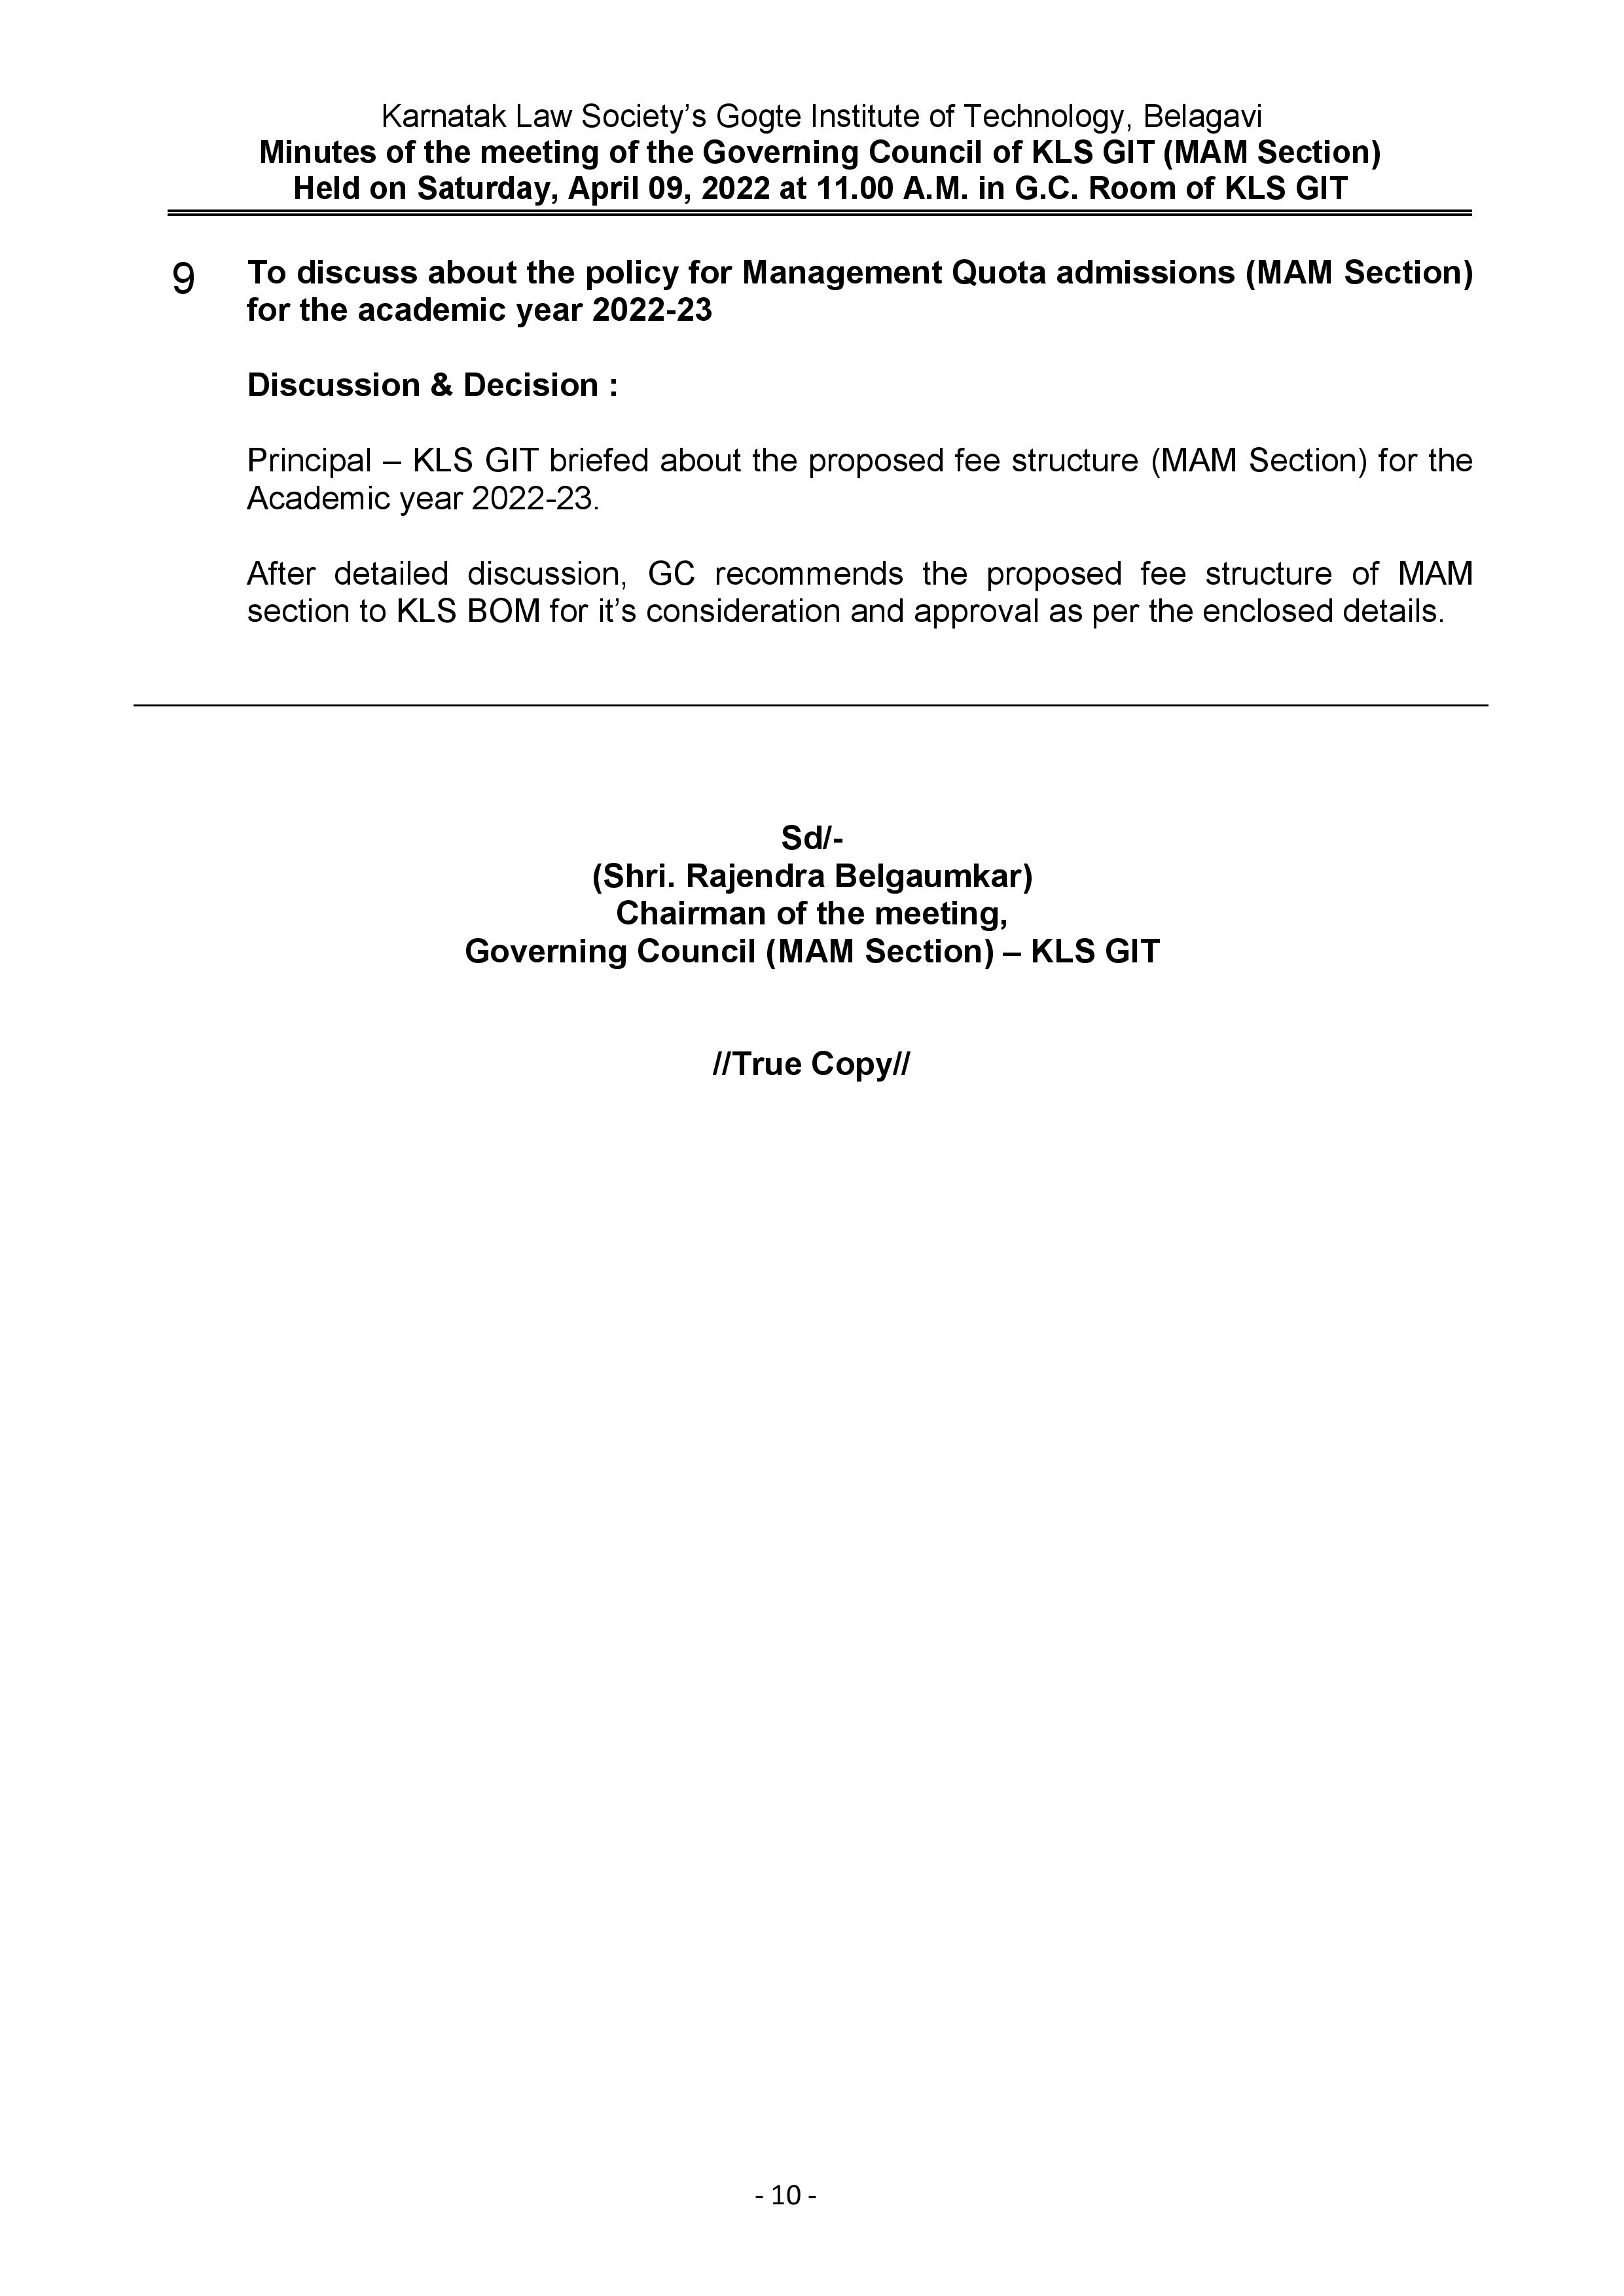 Karnatak Law Society’s Gogte Institute of Technology, Belagavi
Minutes of the meeting of the Governing Council of KLS GIT (MAM Section)
Held on Saturday, April 09, 2022 at 11.00 A.M. in G.C. Room of KLS GIT
9 To discuss about the policy for Management Quota admissions (MAM Section)
for the academic year 2022-23
Discussion & Decision :
Principal – KLS GIT briefed about the proposed fee structure (MAM Section) for the
Academic year 2022-23.
After detailed discussion, GC recommends the proposed fee structure of MAM
section to KLS BOM for it’s consideration and approval as per the enclosed details.
Sd/-
(Shri. Rajendra Belgaumkar)
Chairman of the meeting,
Governing Council (MAM Section) – KLS GIT
//True Copy//
- 10 -